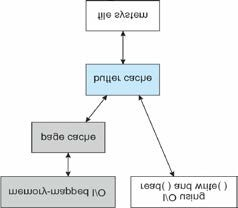 memory-mapped I/O
I/O using
read( ) and write( )
page cache
buffer cache
file system